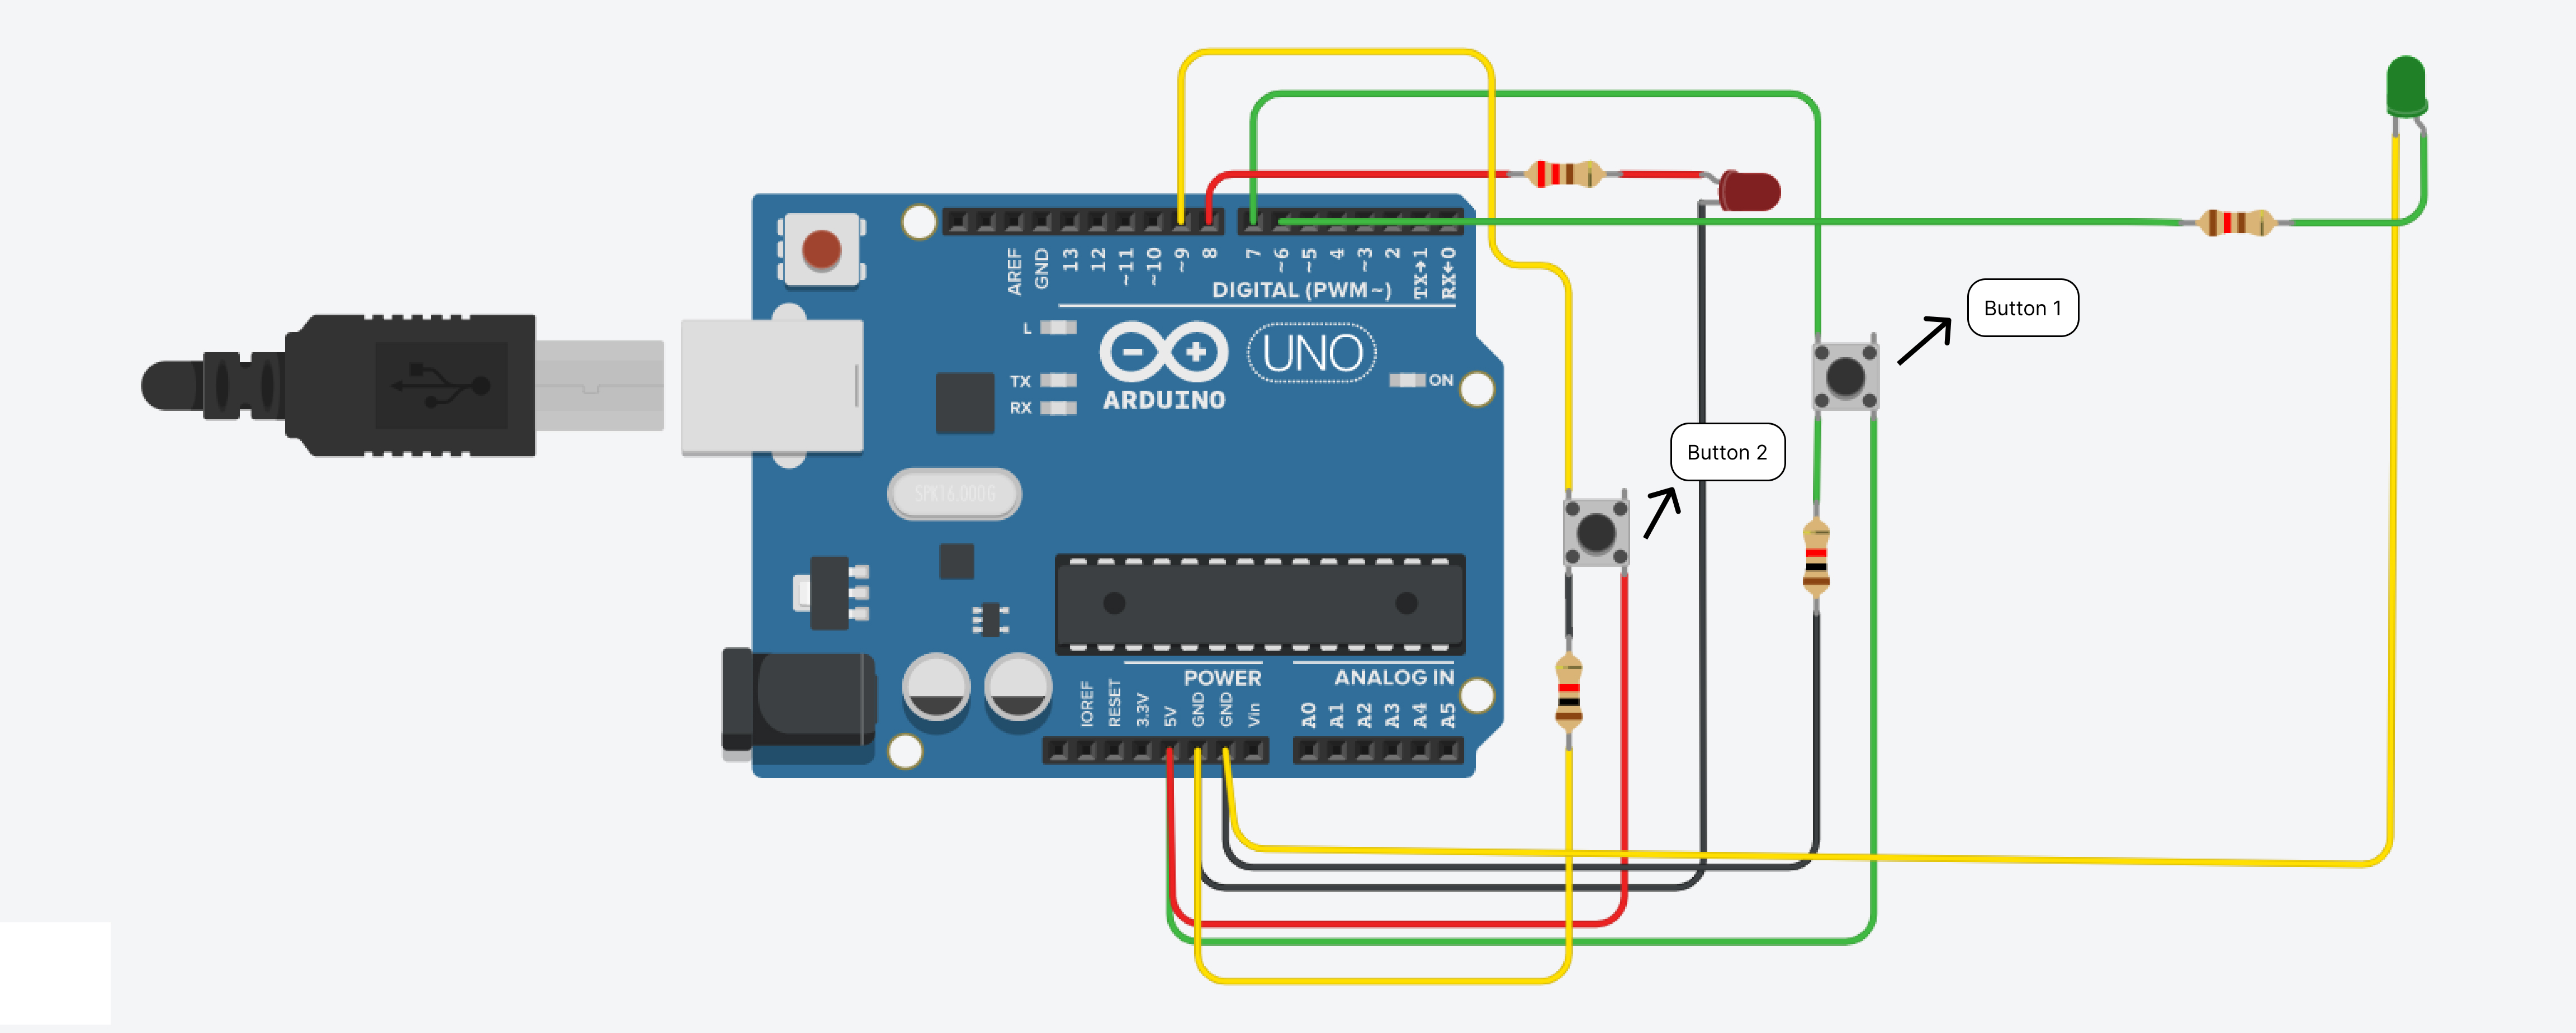 AREF
GND
13
12
~11
~10
~9
8
7
~6
~5
4
~3
2
TX→1
RX←0
DIGITAL (PWM~)
L
TX
RX
ARDUINO
UNO
ON
Button 1
Button 2
SPK16.000G
POWER
ANALOG IN
IOREF
RESET
3.3V
5V
GND
GND
Vin
A0
A1
A2
A3
A4
A5